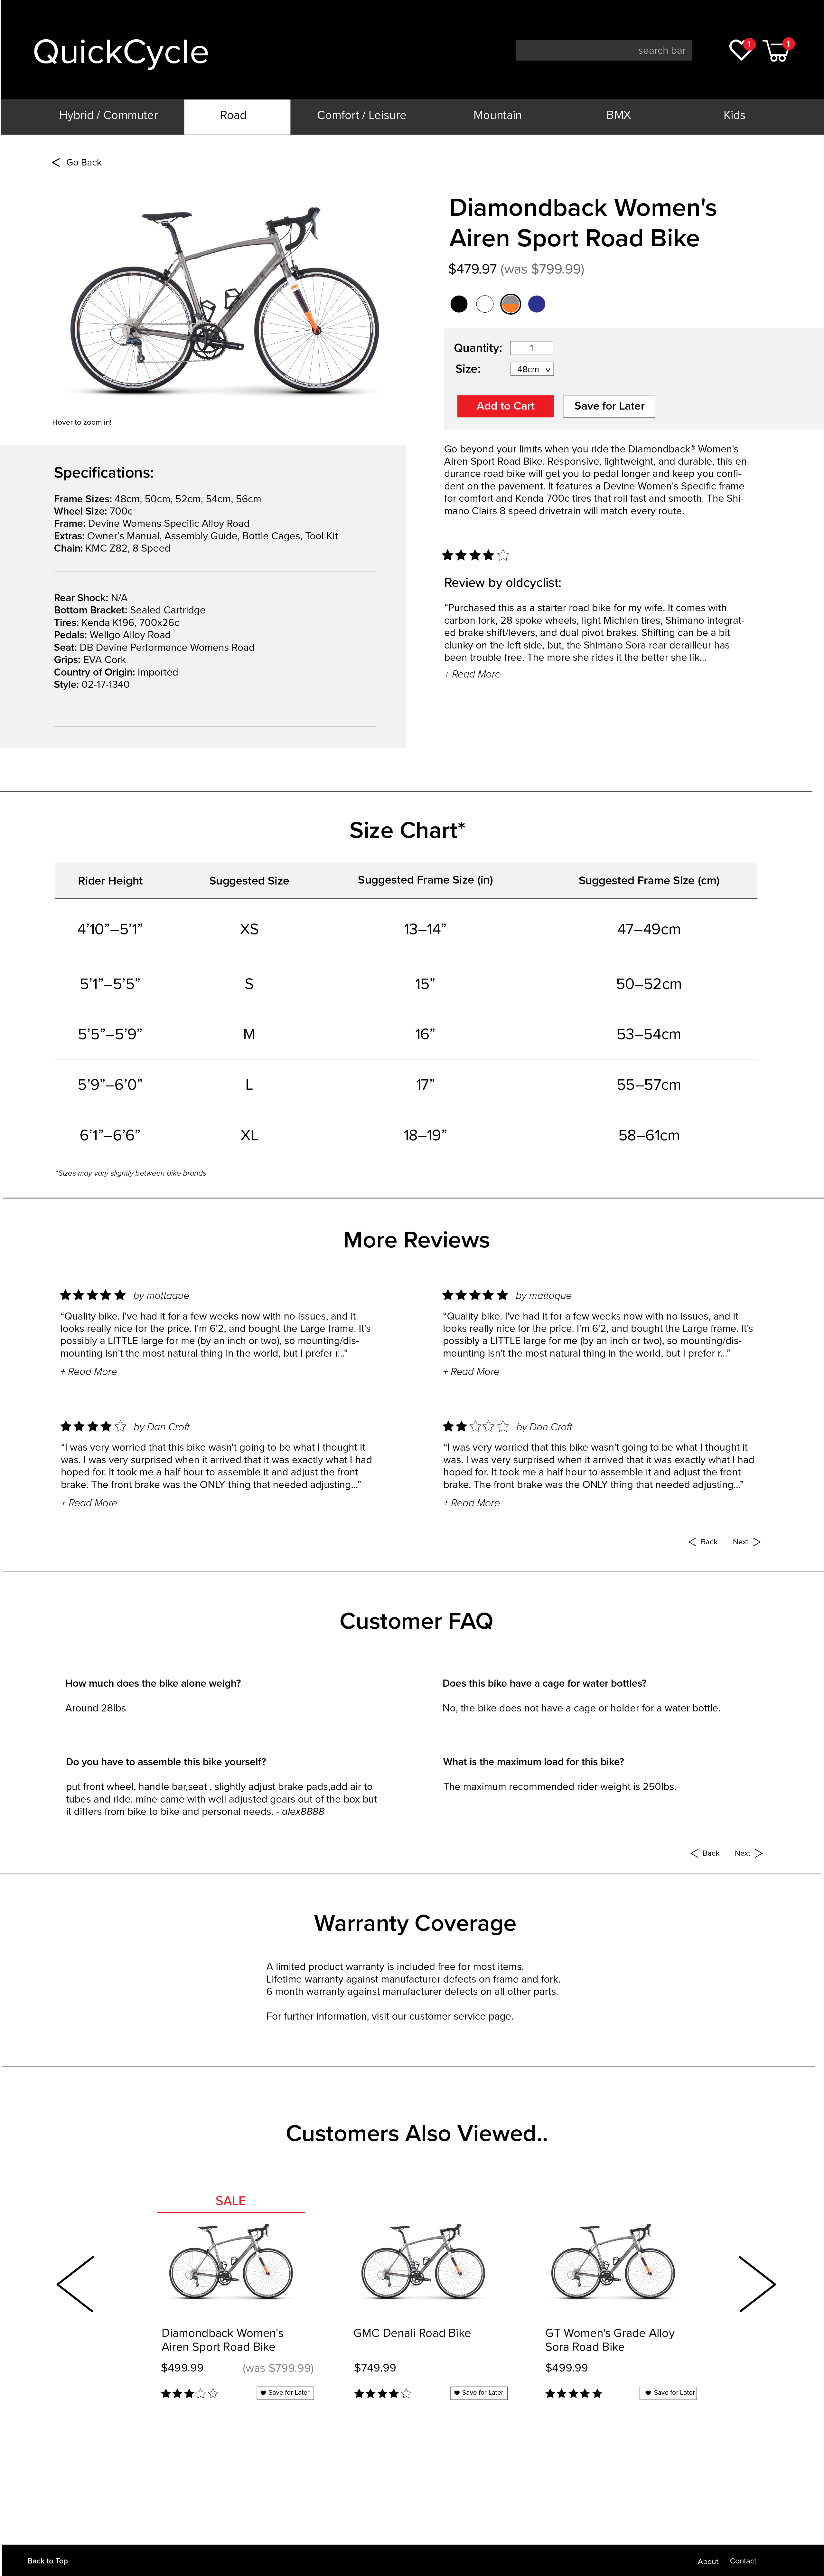 QuickCycle
search bar
1
1
Hybrid / Commuter
Road
Comfort / Leisure
Mountain
BMX
Kids
< Go Back
Diamondback Women's
Airen Sport Road Bike
$479.97 (was $799.99)
Quantity: 1
Size: 48cm v
Add to Cart
Save for Later
Hover to zoom in!
Specifications:
Frame Sizes: 48cm, 50cm, 52cm, 54cm, 56cm
Wheel Size: 700c
Frame: Devine Womens Specific Alloy Road
Extras: Owner's Manual, Assembly Guide, Bottle Cages, Tool Kit
Chain: KMC Z82, 8 Speed
Rear Shock: N/A
Bottom Bracket: Sealed Cartridge
Tires: Kenda K196, 700x26c
Pedals: Wellgo Alloy Road
Seat: DB Devine Performance Womens Road
Grips: EVA Cork
Country of Origin: Imported
Style: 02-17-1340
Go beyond your limits when you ride the Diamondback® Women's
Airen Sport Road Bike. Responsive, lightweight, and durable, this en-
durance road bike will get you to pedal longer and keep you confi-
dent on the pavement. It features a Devine Women's Specific frame
for comfort and Kenda 700c tires that roll fast and smooth. The Shi-
mano Clairs 8 speed drivetrain will match every route.
Review by oldcyclist:
“Purchased this as a starter road bike for my wife. It comes with
carbon fork, 28 spoke wheels, light Michlen tires, Shimano integrat-
ed brake shift/levers, and dual pivot brakes. Shifting can be a bit
clunky on the left side, but, the Shimano Sora rear derailleur has
been trouble free. The more she rides it the better she lik...
+ Read More
Size Chart*
Rider Height
Suggested Size
Suggested Frame Size (in)
Suggested Frame Size (cm)
4’10”–5’1”
XS
13–14”
47–49cm
5’1”–5’5”
S
15”
50–52cm
5’5”–5’9”
M
16”
53–54cm
5’9”–6’0”
L
17”
55–57cm
6’1”–6’6”
XL
18–19”
58–61cm
*Sizes may vary slightly between bike brands
More Reviews
by mattaque
“Quality bike. I've had it for a few weeks now with no issues, and it
looks really nice for the price. I'm 6'2, and bought the Large frame. It's
possibly a LITTLE large for me (by an inch or two), so mounting/dis-
mounting isn't the most natural thing in the world, but I prefer r...”
+ Read More
by mattaque
“Quality bike. I've had it for a few weeks now with no issues, and it
looks really nice for the price. I'm 6'2, and bought the Large frame. It's
possibly a LITTLE large for me (by an inch or two), so mounting/dis-
mounting isn't the most natural thing in the world, but I prefer r...”
+ Read More
by Dan Croft
“I was very worried that this bike wasn't going to be what I thought it
was. I was very surprised when it arrived that it was exactly what I had
hoped for. It took me a half hour to assemble it and adjust the front
brake. The front brake was the ONLY thing that needed adjusting...”
+ Read More
by Dan Croft
“I was very worried that this bike wasn't going to be what I thought it
was. I was very surprised when it arrived that it was exactly what I had
hoped for. It took me a half hour to assemble it and adjust the front
brake. The front brake was the ONLY thing that needed adjusting...”
+ Read More
< Back Next >
Customer FAQ
How much does the bike alone weigh?
Around 28lbs
Does this bike have a cage for water bottles?
No, the bike does not have a cage or holder for a water bottle.
Do you have to assemble this bike yourself?
put front wheel, handle bar,seat , slightly adjust brake pads,add air to
tubes and ride. mine came with well adjusted gears out of the box but
it differs from bike to bike and personal needs. - alex8888
What is the maximum load for this bike?
The maximum recommended rider weight is 250lbs.
< Back Next >
Warranty Coverage
A limited product warranty is included free for most items.
Lifetime warranty against manufacturer defects on frame and fork.
6 month warranty against manufacturer defects on all other parts.
For further information, visit our customer service page.
Customers Also Viewed..
SALE
Diamondback Women's
Airen Sport Road Bike
$499.99 (was $799.99)
Save for Later
GMC Denali Road Bike
$749.99
Save for Later
GT Women's Grade Alloy
Sora Road Bike
$499.99
Save for Later
Back to Top
About
Contact